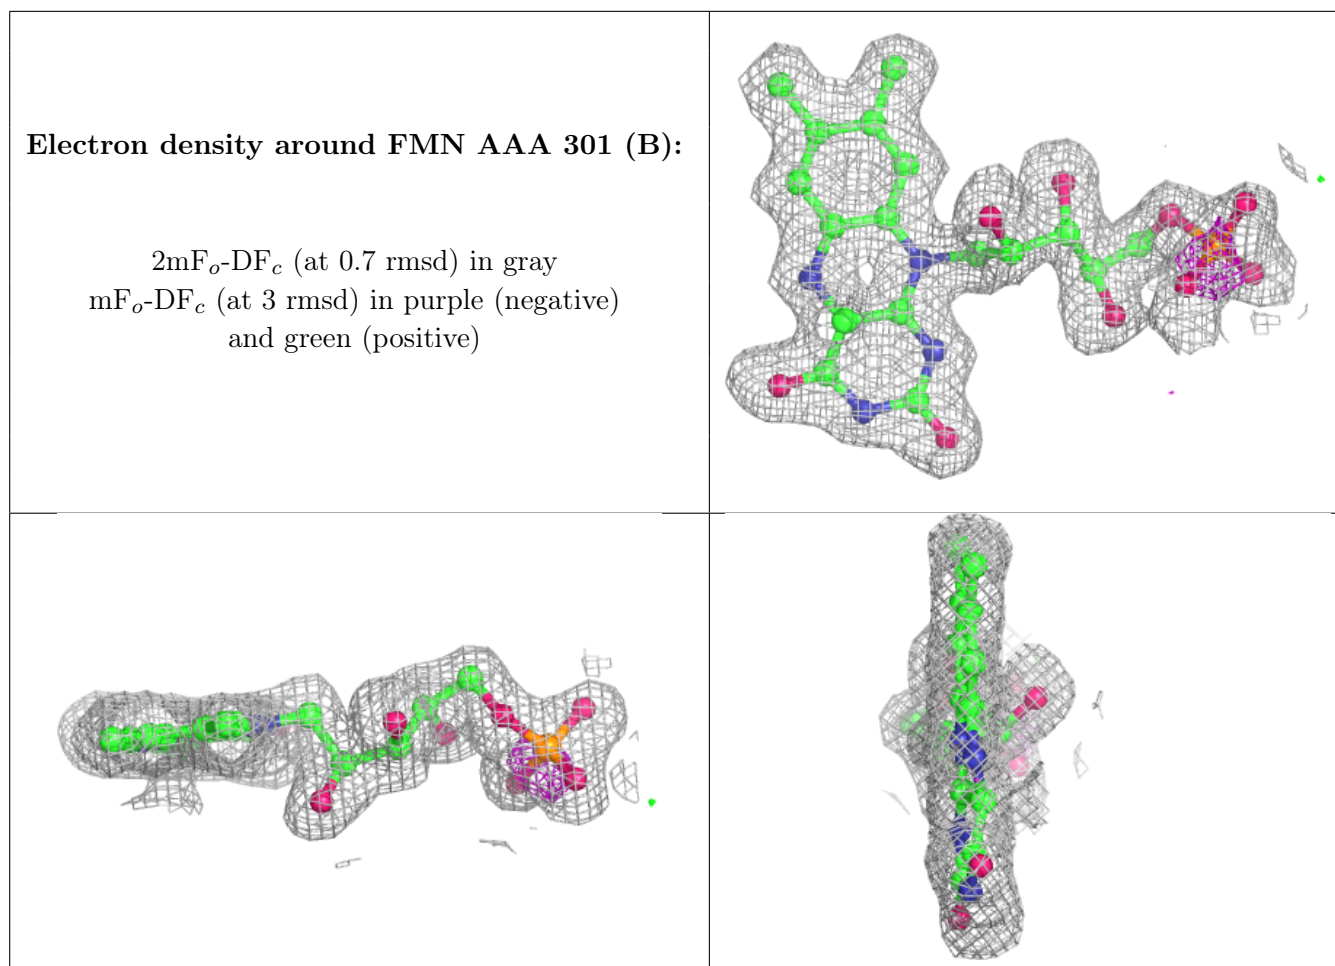 Electron density around FMN AAA 301 (B):
2mFₒ-DF𝒸 (at 0.7 rmsd) in gray
mFₒ-DF𝒸 (at 3 rmsd) in purple (negative)
and green (positive)